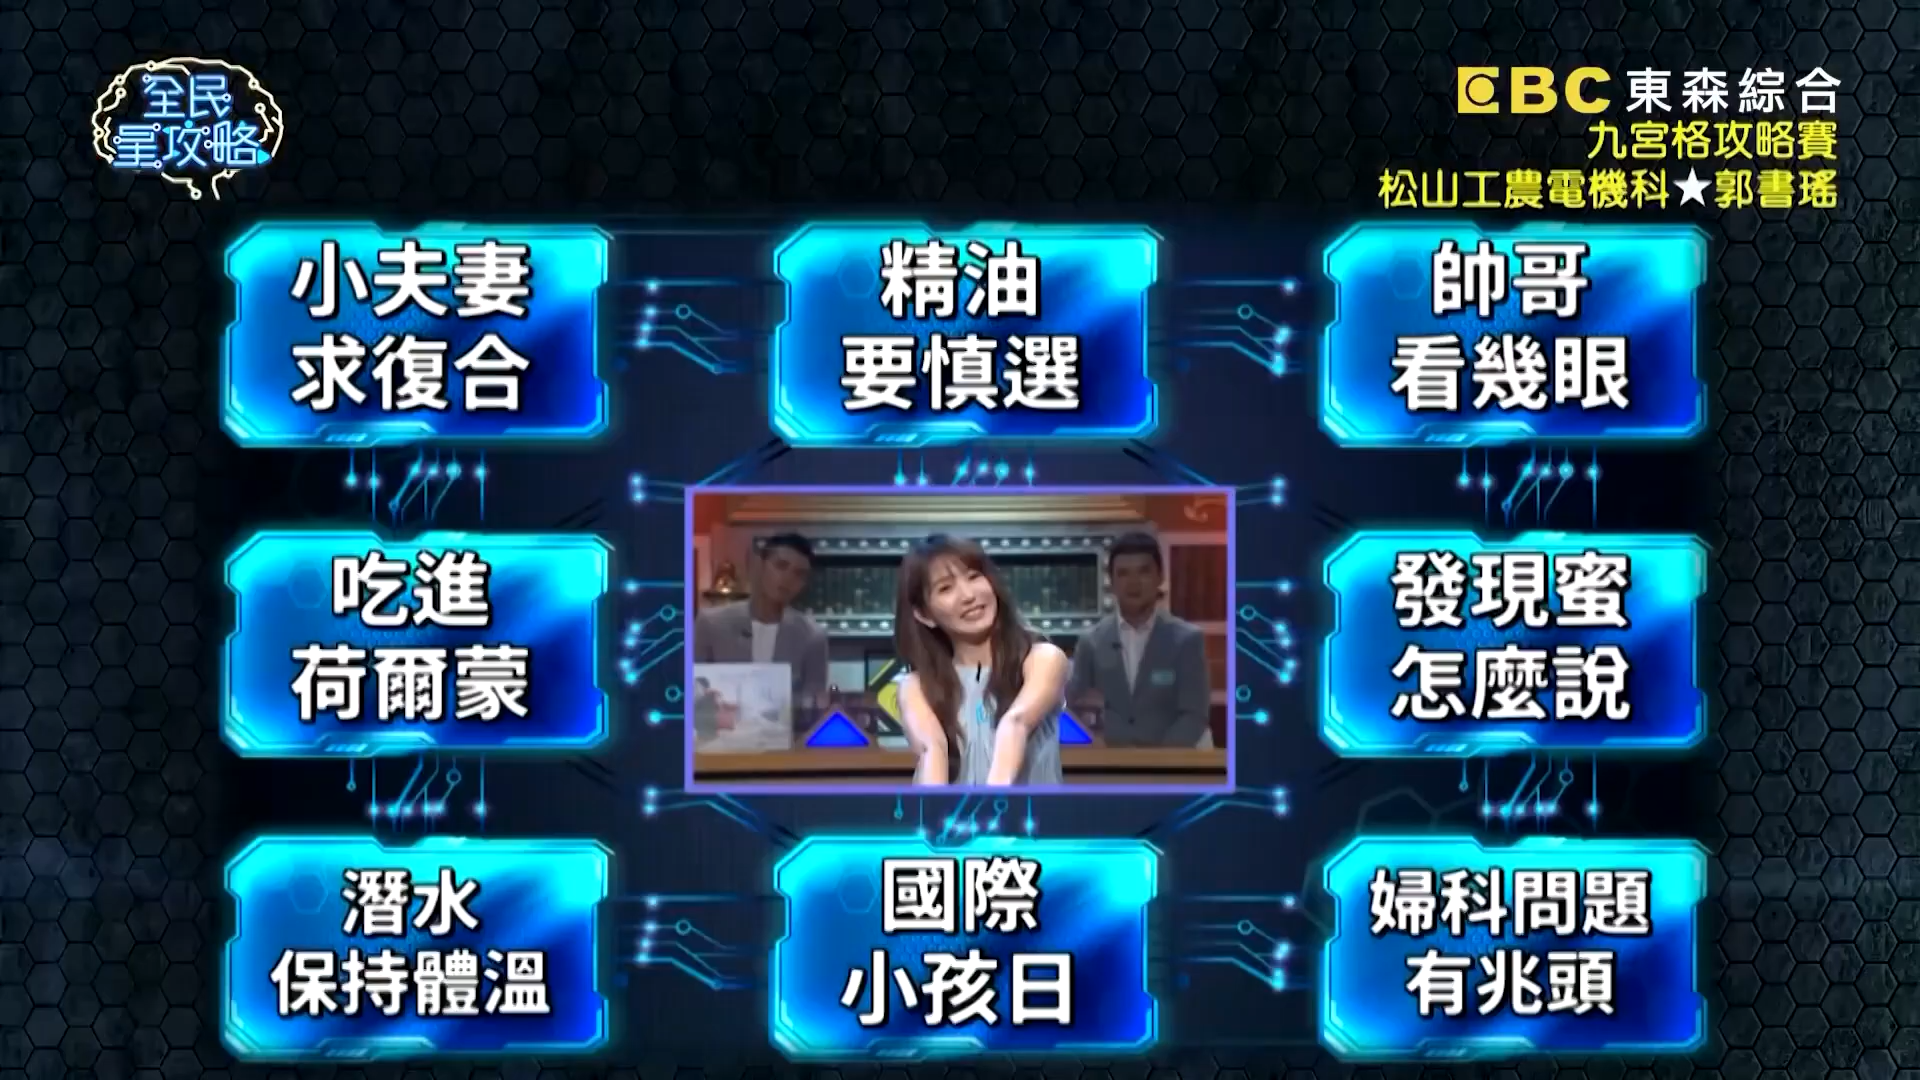 全民
星攻略
EBC 東森綜合
九宮格攻略賽
松山工農電機科★郭書瑤
小夫妻
求復合
精油
要慎選
帥哥
看幾眼
吃進
荷爾蒙
發現蜜
怎麼說
潛水
保持體溫
國際
小孩日
婦科問題
有兆頭